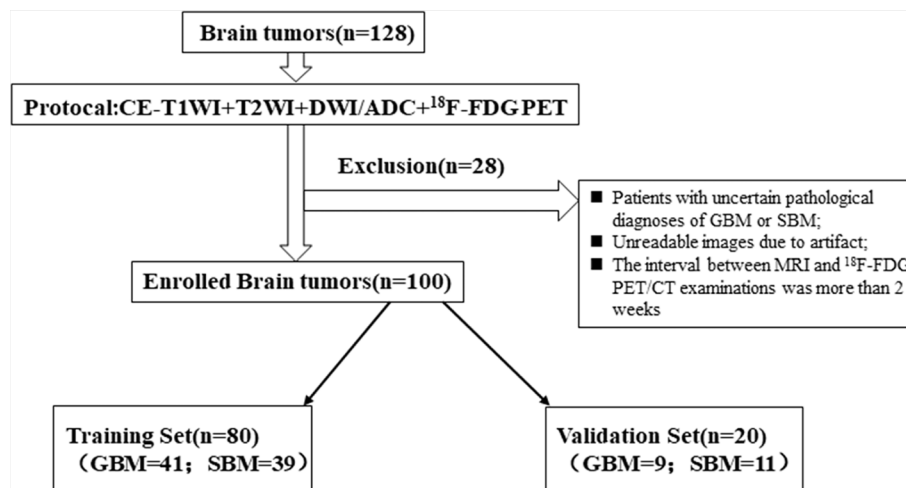 Brain tumors(n=128)
Protocal:CE-T1WI+T2WI+DWI/ADC+¹⁸F-FDG PET
Exclusion(n=28)
■ Patients with uncertain pathological
diagnoses of GBM or SBM;
■ Unreadable images due to artifact;
■ The interval between MRI and ¹⁸F-FDG
PET/CT examinations was more than 2
weeks
Enrolled Brain tumors(n=100)
Training Set(n=80)
（GBM=41；SBM=39）
Validation Set(n=20)
（GBM=9；SBM=11）